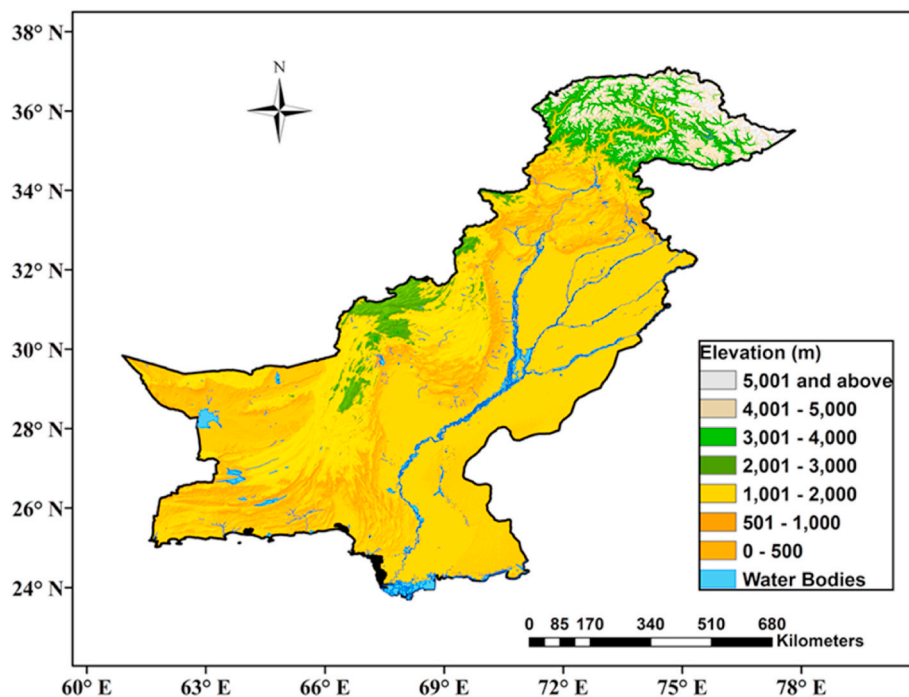 38° N
36° N
34° N
32° N
30° N
28° N
26° N
24° N
N
Elevation (m)
5,001 and above
4,001 - 5,000
3,001 - 4,000
2,001 - 3,000
1,001 - 2,000
501 - 1,000
0 - 500
Water Bodies
0 85 170 340 510 680
Kilometers
60° E 63° E 66° E 69° E 72° E 75° E 78° E